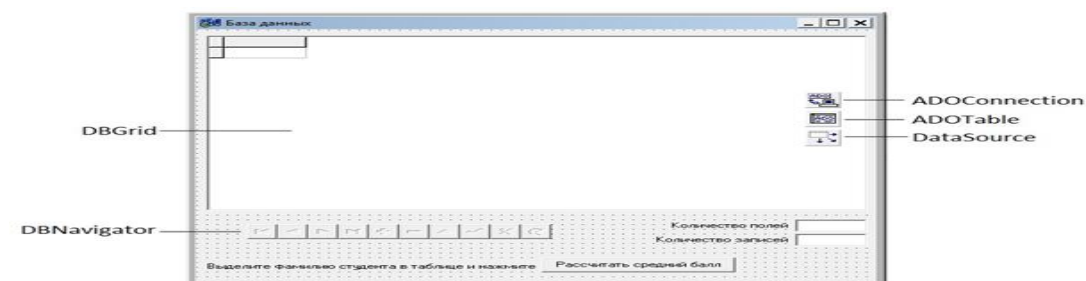 База данных
ADOConnection
ADOTable
DBGrid
DataSource
DBNavigator
Количество полей
Количество записей
Выделите фамилию студента в таблице и нажмите Рассчитать средний балл